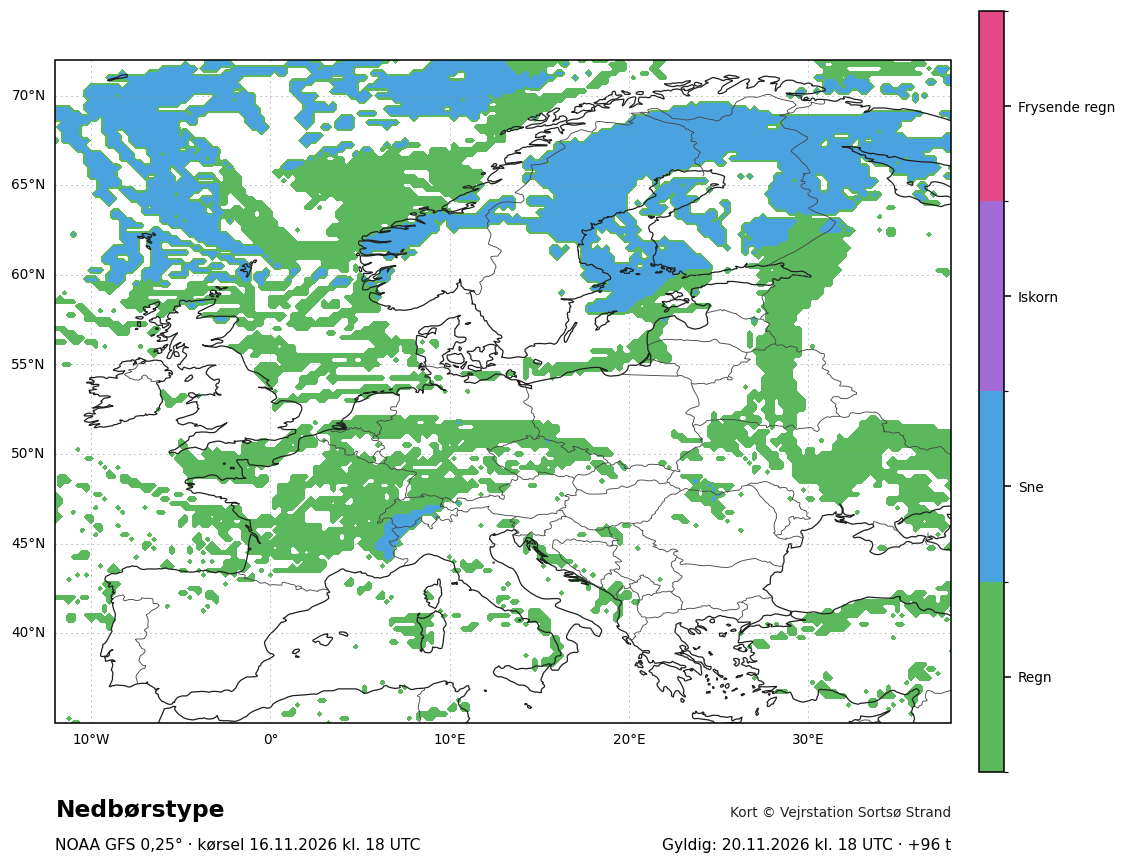 Frysende regn
Iskorn
Sne
Regn
70°N
65°N
60°N
55°N
50°N
45°N
40°N
10°W
0°
10°E
20°E
30°E
Nedbørstype
Kort © Vejrstation Sortsø Strand
NOAA GFS 0,25° · kørsel 16.11.2026 kl. 18 UTC
Gyldig: 20.11.2026 kl. 18 UTC · +96 t